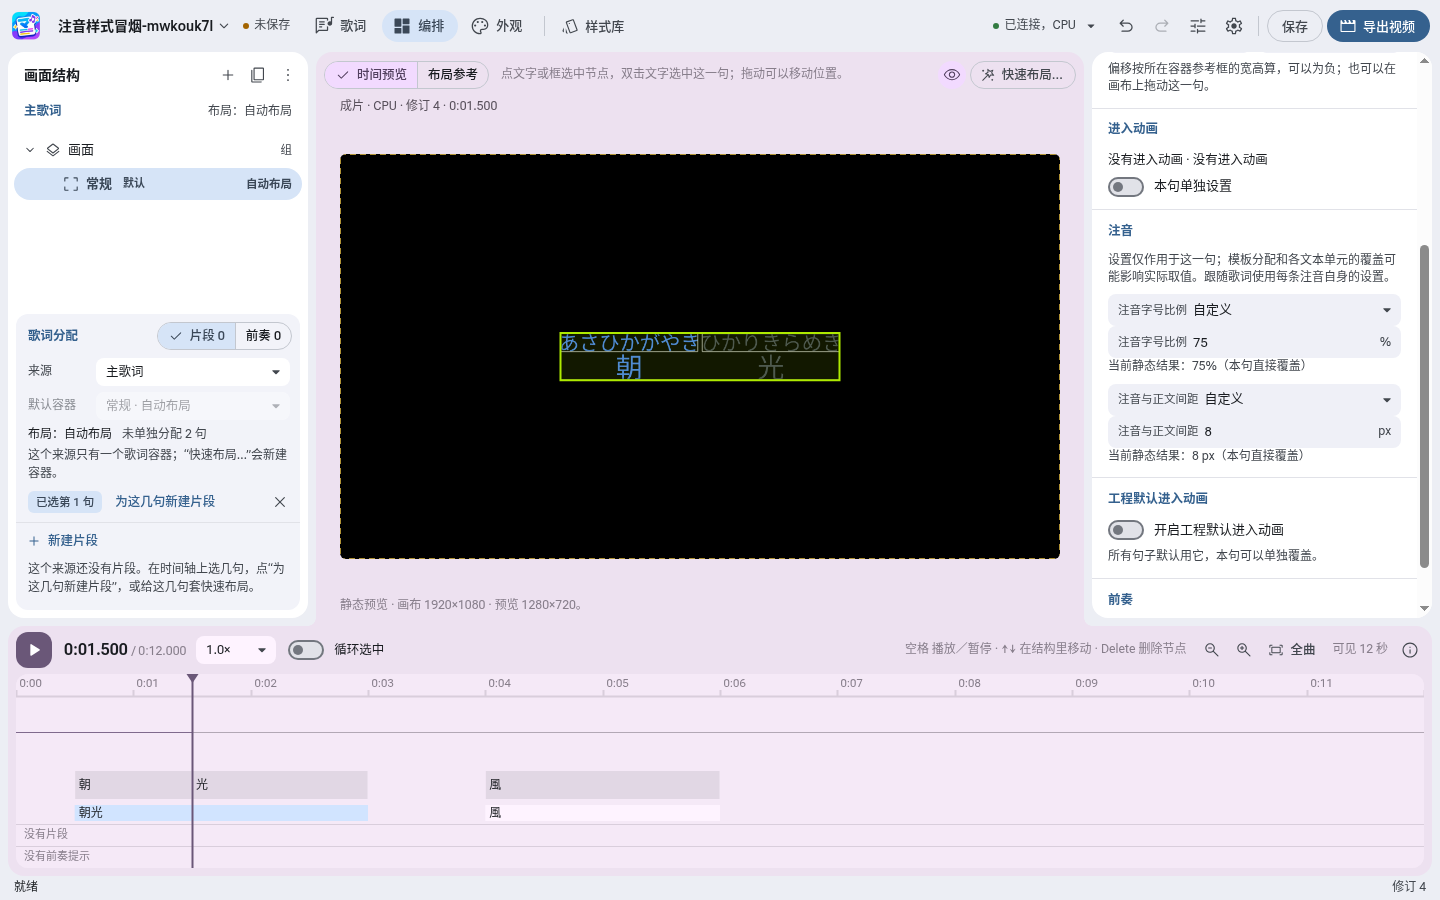 注音样式冒烟-mwkouk7l
未保存
歌词
编排
外观
样式库
已连接，CPU
保存
导出视频
画面结构
主歌词
布局：自动布局
画面
组
常规 默认
自动布局
歌词分配
片段 0
前奏 0
来源
主歌词
默认容器
常规 · 自动布局
布局：自动布局 未单独分配 2 句
这个来源只有一个歌词容器；“快速布局...”会新建
容器。
已选第 1 句
为这几句新建片段
新建片段
这个来源还没有片段。在时间轴上选几句，点“为
这几句新建片段”，或给这几句套快速布局。
时间预览
布局参考
点文字或框选中节点，双击文字选中这一句；拖动可以移动位置。
快速布局...
成片 · CPU · 修订 4 · 0:01.500
あさひかがやき ひかりきらめき
朝 光
静态预览 · 画布 1920×1080 · 预览 1280×720。
偏移按所在容器参考框的宽高算，可以为负；也可以在
画布上拖动这一句。
进入动画
没有进入动画 · 没有进入动画
本句单独设置
注音
设置仅作用于这一句；模板分配和各文本单元的覆盖可
能影响实际取值。跟随歌词使用每条注音自身的设置。
注音字号比例 自定义
注音字号比例 75 %
当前静态结果：75%（本句直接覆盖）
注音与正文间距 自定义
注音与正文间距 8 px
当前静态结果：8 px（本句直接覆盖）
工程默认进入动画
开启工程默认进入动画
所有句子默认用它，本句可以单独覆盖。
前奏
0:01.500 / 0:12.000
1.0×
循环选中
空格 播放／暂停 · ↑↓ 在结构里移动 · Delete 删除节点
全曲
可见 12 秒
0:00 0:01 0:02 0:03 0:04 0:05 0:06 0:07 0:08 0:09 0:10 0:11
朝 光 風
朝光 風
没有片段
没有前奏提示
就绪
修订 4